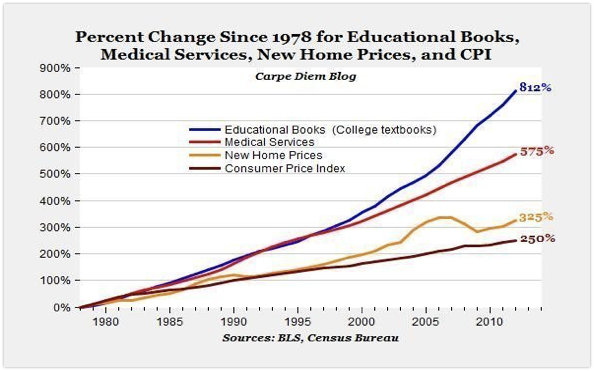 Percent Change Since 1978 for Educational Books,
Medical Services, New Home Prices, and CPI
Carpe Diem Blog
900%
800%
700%
600%
500%
400%
300%
200%
100%
0%
812%
575%
325%
250%
Educational Books (College textbooks)
Medical Services
New Home Prices
Consumer Price Index
1980 1985 1990 1995 2000 2005 2010
Sources: BLS, Census Bureau